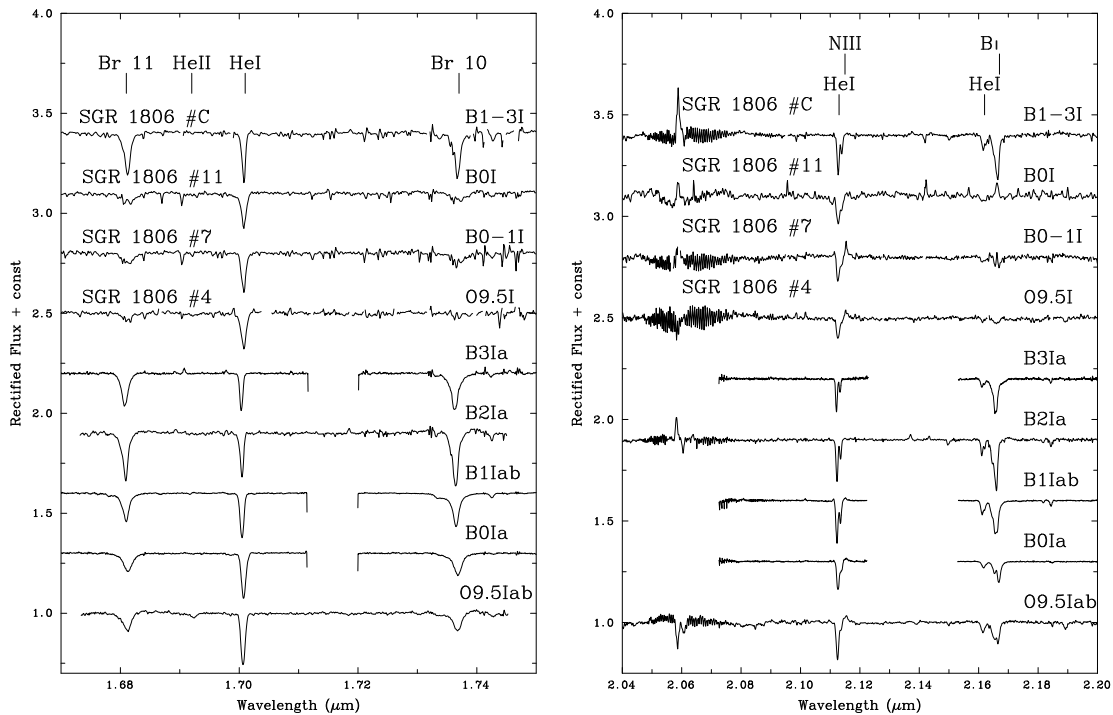 4.0
3.5
3.0
2.5
2.0
1.5
1.0
Rectified Flux + const
Br 11
HeII
HeI
Br 10
SGR 1806 #C
B1-3I
SGR 1806 #11
B0I
SGR 1806 #7
B0-1I
SGR 1806 #4
O9.5I
B3Ia
B2Ia
B1Iab
B0Ia
O9.5Iab
1.68
1.70
1.72
1.74
Wavelength (μm)
4.0
3.5
3.0
2.5
2.0
1.5
1.0
Rectified Flux + const
NIII
HeI
HeI
SGR 1806 #C
B1-3I
SGR 1806 #11
B0I
SGR 1806 #7
B0-1I
SGR 1806 #4
O9.5I
B3Ia
B2Ia
B1Iab
B0Ia
O9.5Iab
2.04
2.06
2.08
2.10
2.12
2.14
2.16
2.18
2.20
Wavelength (μm)